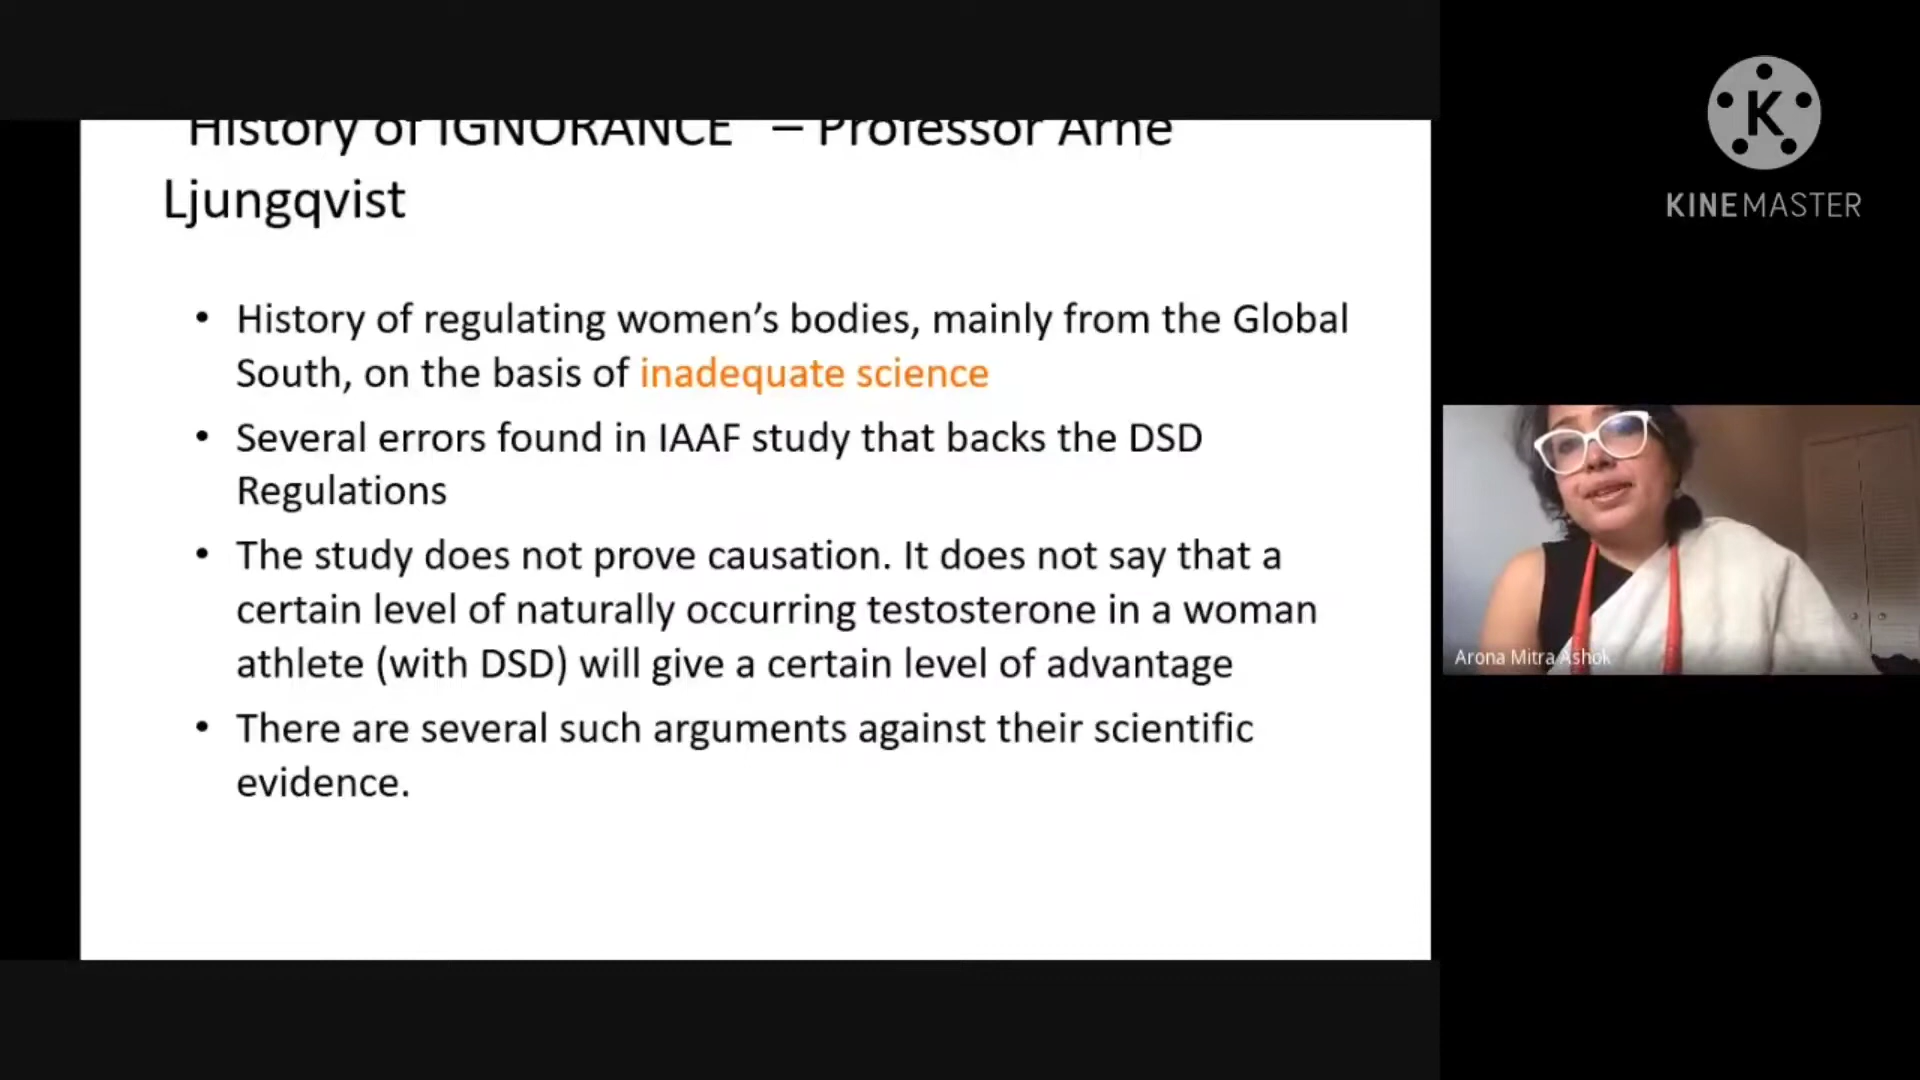 History of IGNORANCE" – Professor Arne
Ljungqvist
• History of regulating women's bodies, mainly from the Global
South, on the basis of inadequate science
• Several errors found in IAAF study that backs the DSD
Regulations
• The study does not prove causation. It does not say that a
certain level of naturally occurring testosterone in a woman
athlete (with DSD) will give a certain level of advantage
• There are several such arguments against their scientific
evidence.
K
KINEMASTER
Arona Mitra Ashok